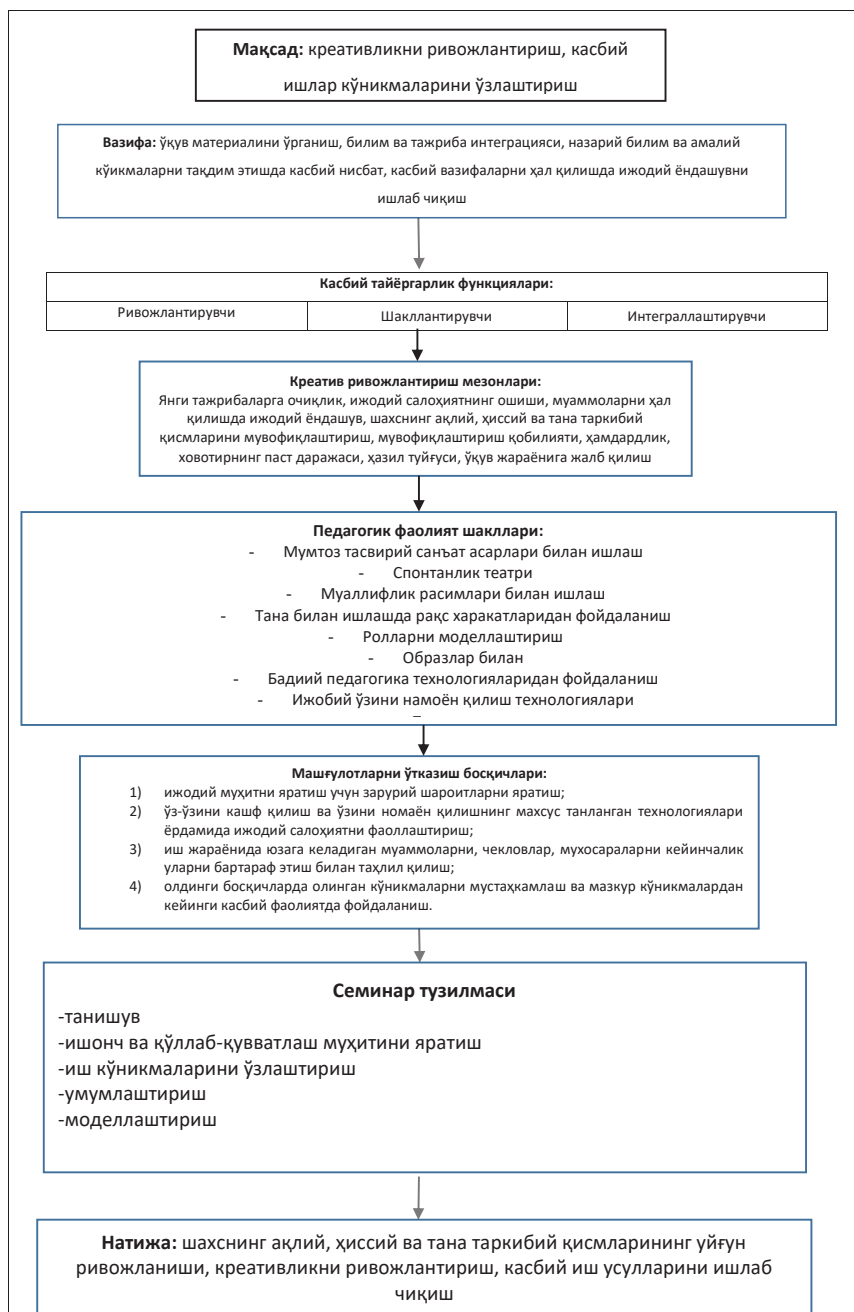 Мақсад: креативликни ривожлантириш, касбий
ишлар кўникмаларини ўзлаштириш
Вазифа: ўқув материалини ўрганиш, билим ва тажриба интеграцияси, назарий билим ва амалий
кўикмаларни тақдим этишда касбий нисбат, касбий вазифаларни ҳал қилишда ижодий ёндашувни
ишлаб чиқиш
Касбий тайёргарлик функциялари:
Ривожлантирувчи Шакллантирувчи Интеграллаштирувчи
Креатив ривожлантириш мезонлари:
Янги тажрибаларга очиқлик, ижодий салоҳиятнинг ошиши, муаммоларни ҳал
қилишда ижодий ёндашув, шахснинг ақлий, ҳиссий ва тана таркибий
қисмларини мувофиқлаштириш, мувофиқлаштириш қобилияти, ҳамдардлик,
ховотирнинг паст даражаси, ҳазил туйғуси, ўқув жараёнига жалб қилиш
Педагогик фаолият шакллари:
- Мумтоз тасвирий санъат асарлари билан ишлаш
- Спонтанлик театри
- Муаллифлик расимлари билан ишлаш
- Тана билан ишлашда рақс харакатларидан фойдаланиш
- Ролларни моделлаштириш
- Образлар билан
- Бадиий педагогика технологияларидан фойдаланиш
- Ижобий ўзини намоён қилиш технологиялари
Машғулотларни ўтказиш босқичлари:
1) ижодий муҳитни яратиш учун зарурий шароитларни яратиш;
2) ўз-ўзини кашф қилиш ва ўзини номаён қилишнинг махсус танланган технологиялари
ёрдамида ижодий салоҳиятни фаоллаштириш;
3) иш жараёнида юзага келадиган муаммоларни, чекловлар, мухосараларни кейинчалик
уларни бартараф этиш билан таҳлил қилиш;
4) олдинги босқичларда олинган кўникмаларни мустаҳкамлаш ва мазкур кўникмалардан
кейинги касбий фаолиятда фойдаланиш.
Семинар тузилмаси
-танишув
-ишонч ва қўллаб-қувватлаш муҳитини яратиш
-иш кўникмаларини ўзлаштириш
-умумлаштириш
-моделлаштириш
Натижа: шахснинг ақлий, ҳиссий ва тана таркибий қисмларининг уйғун
ривожланиши, креативликни ривожлантириш, касбий иш усулларини ишлаб
чиқиш